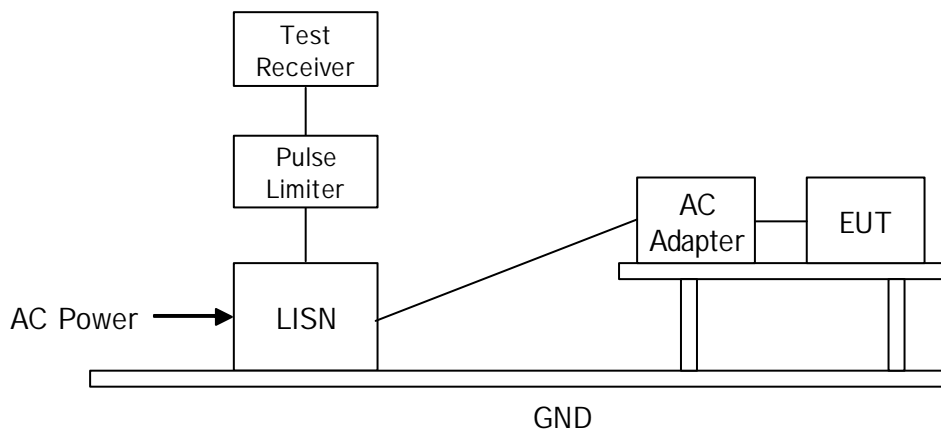 Test
Receiver
Pulse
Limiter
AC
Adapter
EUT
AC Power
LISN
GND